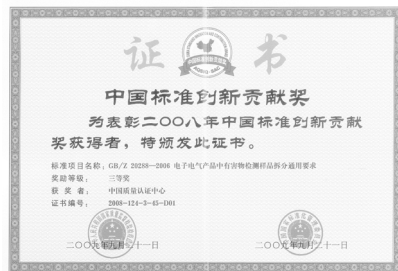 证 书
中国标准创新贡献奖
为表彰二〇〇八年中国标准创新贡献
奖获得者，特颁发此证书。
标准项目名称：GB/Z 20288—2006 电子电气产品中有害物检测样品拆分通用要求
奖励等级：三等奖
获 奖 者：中国质量认证中心
证书编号：2008-124-3-45-D01
二〇〇九年九月二十一日
二〇〇九年九月二十一日